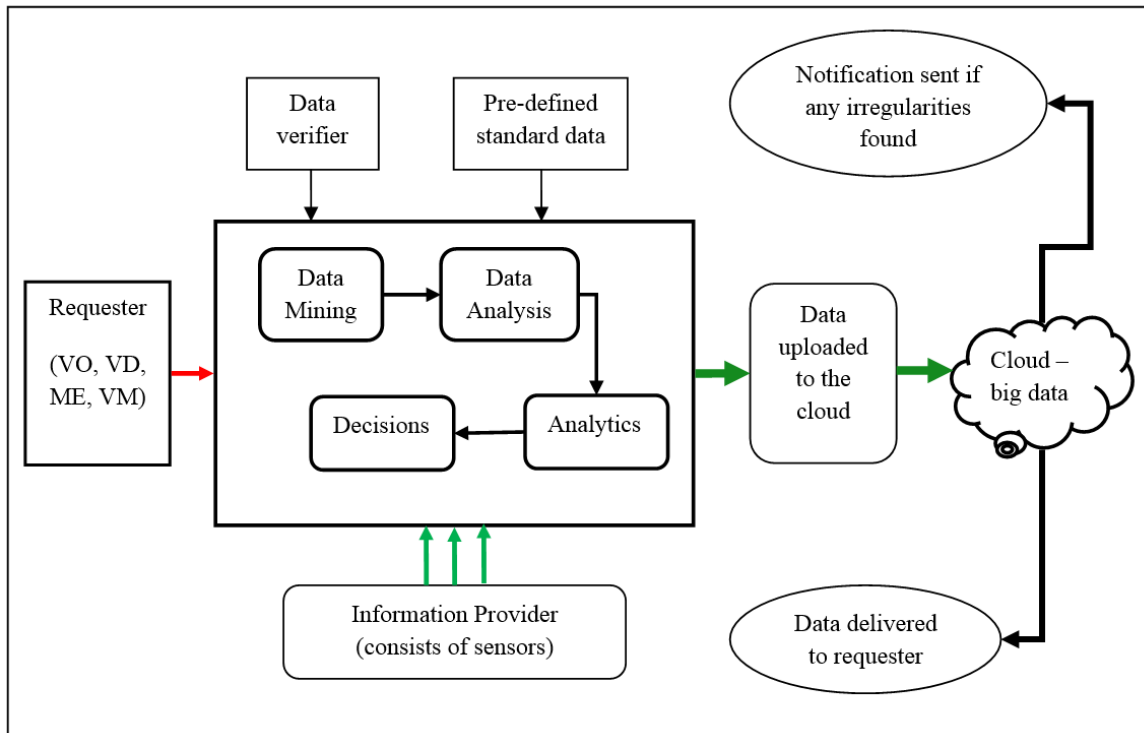 Data
verifier
Pre-defined
standard data
Notification sent if
any irregularities
found
Requester
(VO, VD,
ME, VM)
Data
Mining
Data
Analysis
Decisions
Analytics
Data
uploaded
to the
cloud
Cloud –
big data
Information Provider
(consists of sensors)
Data delivered
to requester